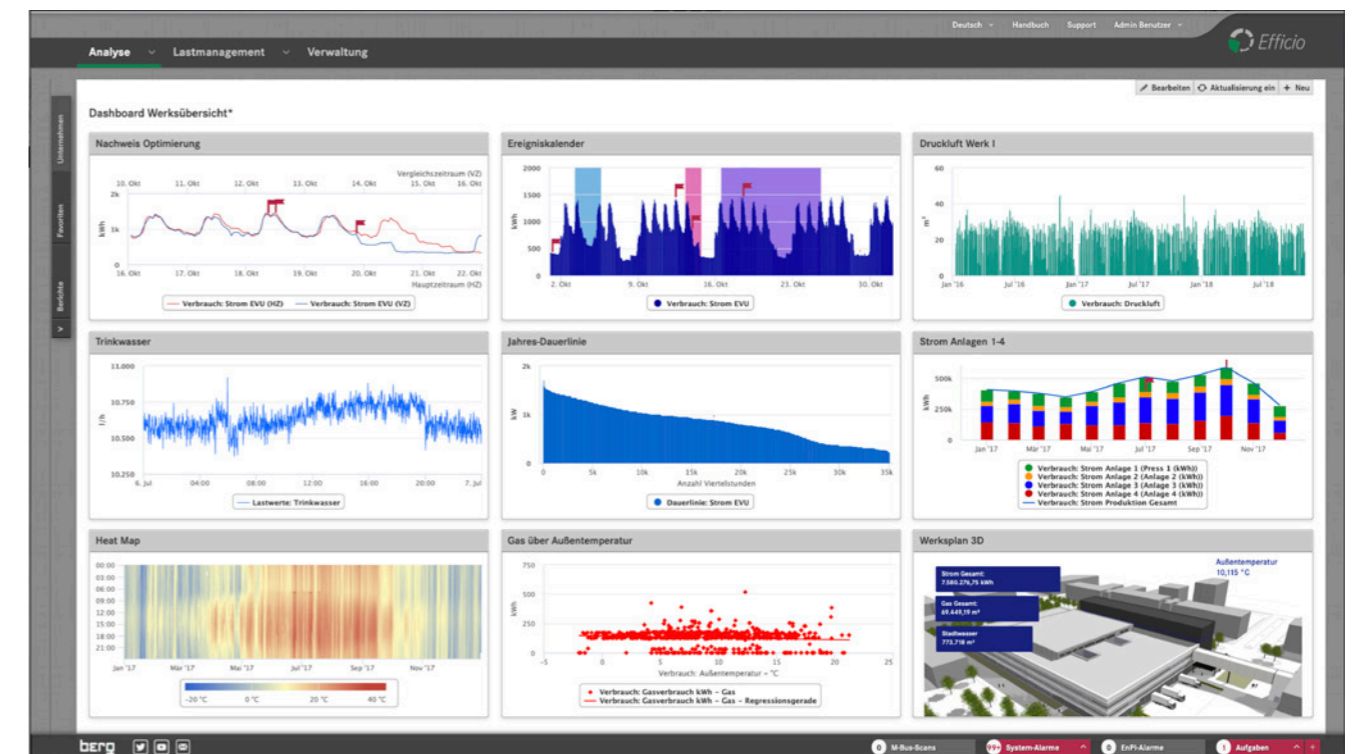 Deutsch Handbuch Support Admin Benutzer
Efficio
Analyse Lastmanagement Verwaltung
Bearbeiten Aktualisierung ein + Neu
Unternehmen
Favoriten
Berichte
>
Dashboard Werksübersicht*
Nachweis Optimierung
Vergleichszeitraum (VZ)
10. Okt 11. Okt 12. Okt 13. Okt 14. Okt 15. Okt 16. Okt
2k
1k
0
kWh
16. Okt 17. Okt 18. Okt 19. Okt 20. Okt 21. Okt 22. Okt
Hauptzeitraum (HZ)
Verbrauch: Strom EVU (HZ) Verbrauch: Strom EVU (VZ)
Ereigniskalender
2000
1500
1000
500
0
kWh
2. Okt 9. Okt 16. Okt 23. Okt 30. Okt
Verbrauch: Strom EVU
Druckluft Werk I
60
40
20
0
m³
Jan '16 Jul '16 Jan '17 Jul '17 Jan '18 Jul '18
Verbrauch: Druckluft
Trinkwasser
11.000
10.750
10.500
10.250
l/h
6. Jul 04:00 08:00 12:00 16:00 20:00 7. Jul
Lastwerte: Trinkwasser
Jahres-Dauerlinie
2k
1k
0
kW
0 5k 10k 15k 20k 25k 30k 35k
Anzahl Viertelstunden
Dauerlinie: Strom EVU
Strom Anlagen 1-4
500k
250k
0
kWh
Jan '17 Mär '17 Mai '17 Jul '17 Sep '17 Nov '17
Verbrauch: Strom Anlage 1 (Press 1 (kWh))
Verbrauch: Strom Anlage 2 (Anlage 2 (kWh))
Verbrauch: Strom Anlage 3 (Anlage 3 (kWh))
Verbrauch: Strom Anlage 4 (Anlage 4 (kWh))
Verbrauch: Strom Produktion Gesamt
Heat Map
00:00
03:00
06:00
09:00
12:00
15:00
18:00
21:00
Jan '17 Mär '17 Mai '17 Jul '17 Sep '17 Nov '17
-20 °C 0 °C 20 °C 40 °C
Gas über Außentemperatur
750
500
250
0
kWh
-5 0 5 10 15 20 25
Verbrauch: Außentemperatur - °C
Verbrauch: Gasverbrauch kWh - Gas
Verbrauch: Gasverbrauch kWh - Gas - Regressionsgerade
Werksplan 3D
Außentemperatur
10,115 °C
Strom Gesamt:
7.580.276,75 kWh
Gas Gesamt:
69.449,19 m³
Stadtwasser
773.718 m³
berg
0 M-Bus-Scans 99+ System-Alarme 0 EnPI-Alarme 1 Aufgaben +